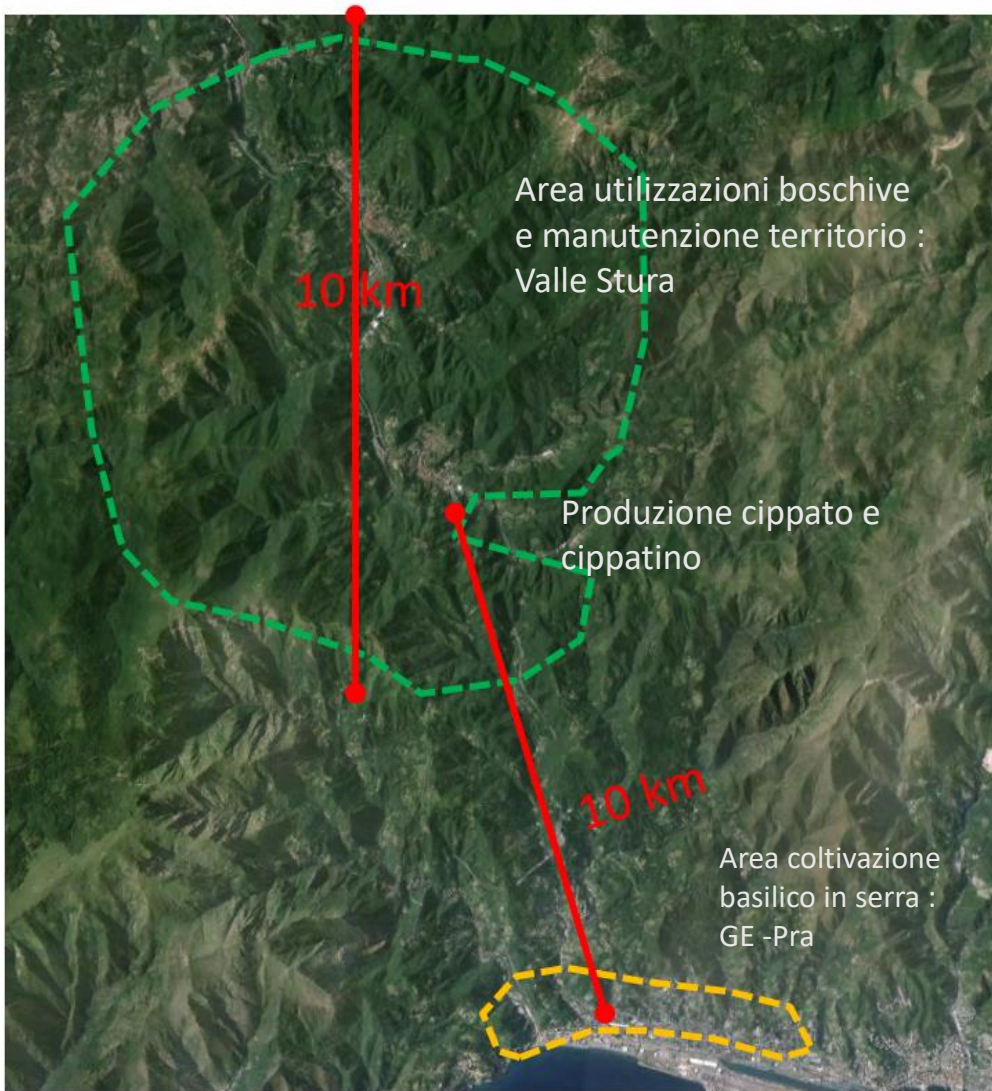 Area utilizzazioni boschive
e manutenzione territorio :
Valle Stura
10 km
Produzione cippato e
cippatino
10 km
Area coltivazione
basilico in serra :
GE -Pra